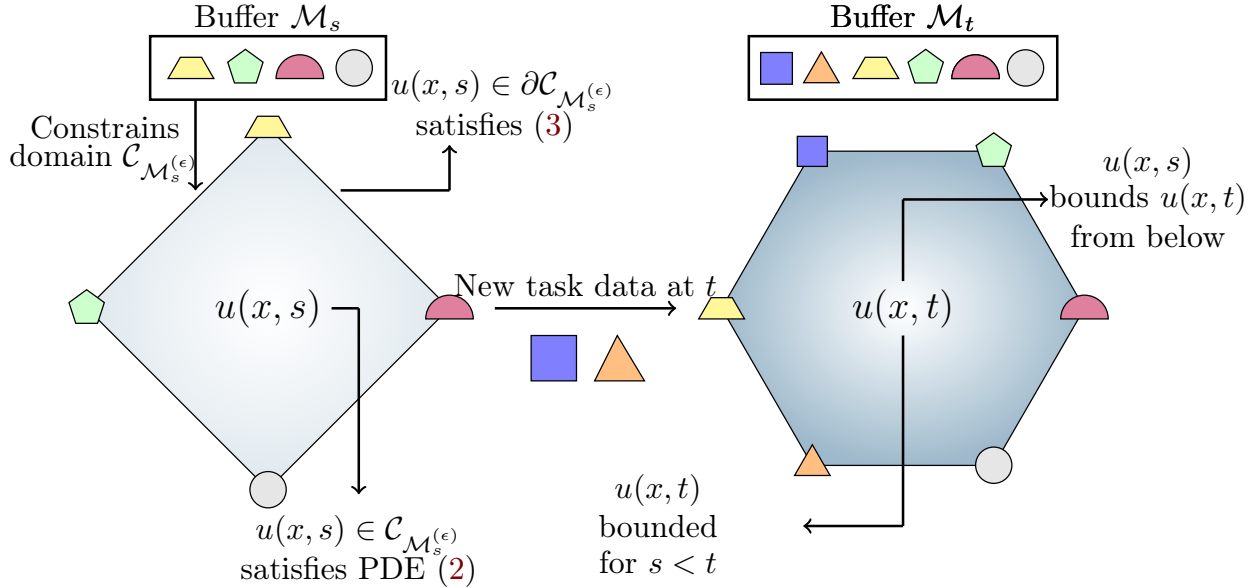 Buffer $\mathcal{M}_s$
Buffer $\mathcal{M}_t$
$u(x, s) \in \partial\mathcal{C}_{\mathcal{M}_s^{(\epsilon)}}$
satisfies (3)
Constrains
domain $\mathcal{C}_{\mathcal{M}_s^{(\epsilon)}}$
$u(x, s)$
bounds $u(x, t)$
from below
$u(x, s)$
New task data at $t$
$u(x, t)$
$u(x, t)$
bounded
for $s < t$
$u(x, s) \in \mathcal{C}_{\mathcal{M}_s^{(\epsilon)}}$
satisfies PDE (2)